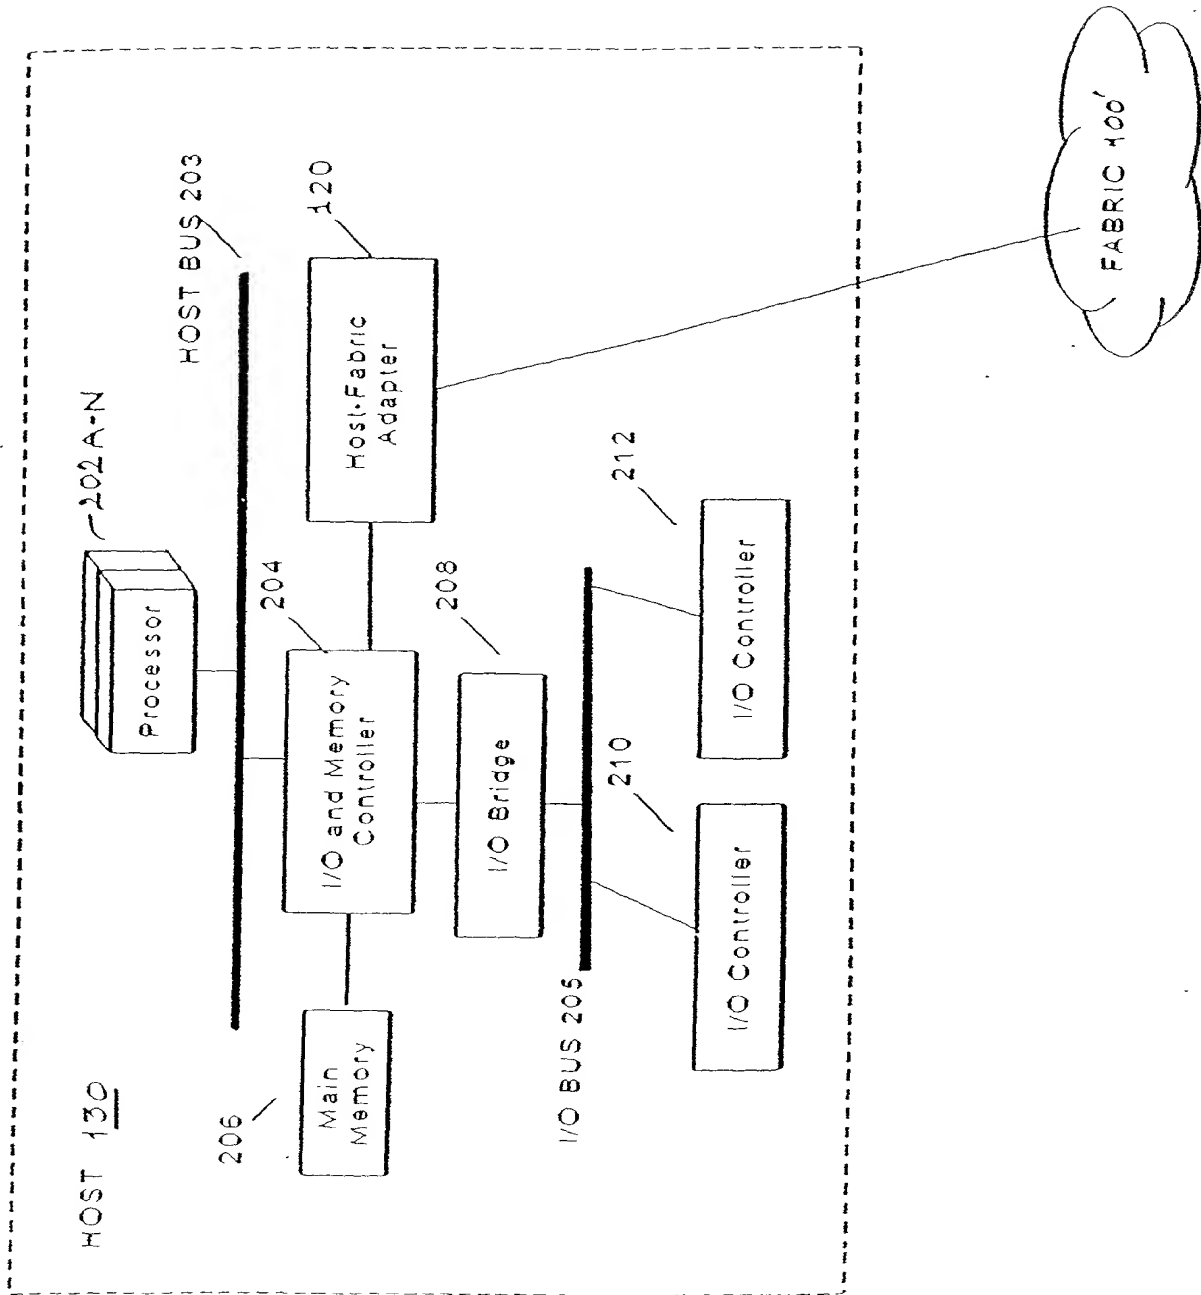 HOST 130
202A-N
Processor
HOST BUS 203
206
Main
Memory
204
I/O and Memory
Controller
120
Host-Fabric
Adapter
208
I/O Bridge
I/O BUS 205
210
I/O Controller
212
I/O Controller
FABRIC 100'